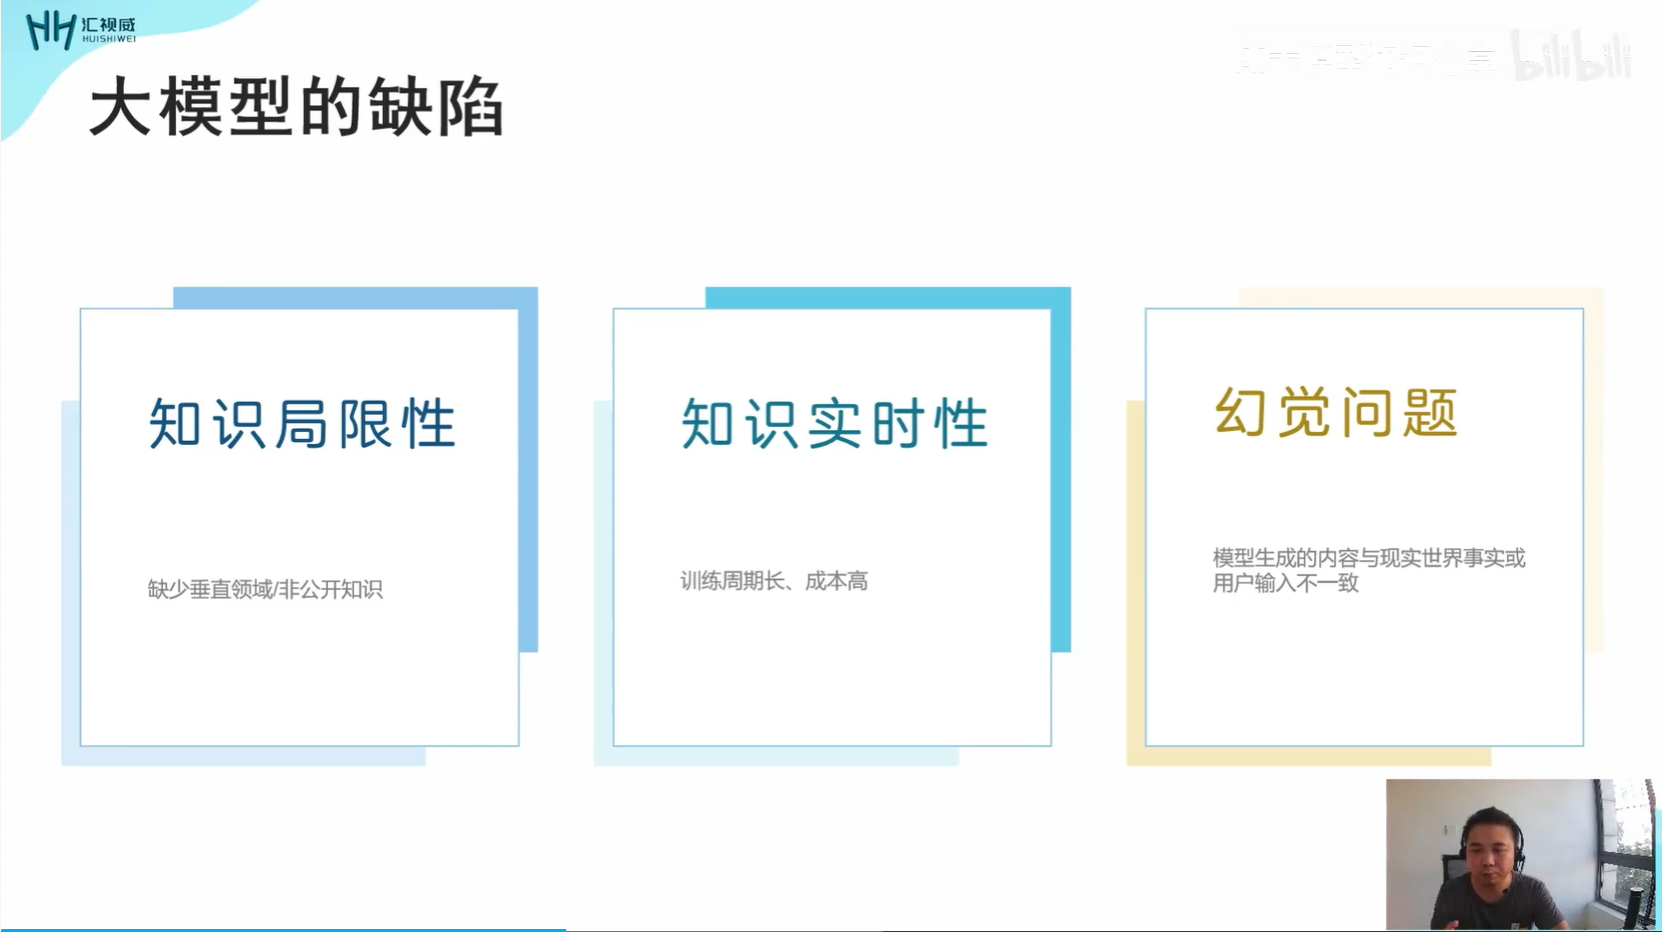 汇视威
HUISHIWEI
bilibili
大模型的缺陷
知识局限性
缺少垂直领域/非公开知识
知识实时性
训练周期长、成本高
幻觉问题
模型生成的内容与现实世界事实或
用户输入不一致